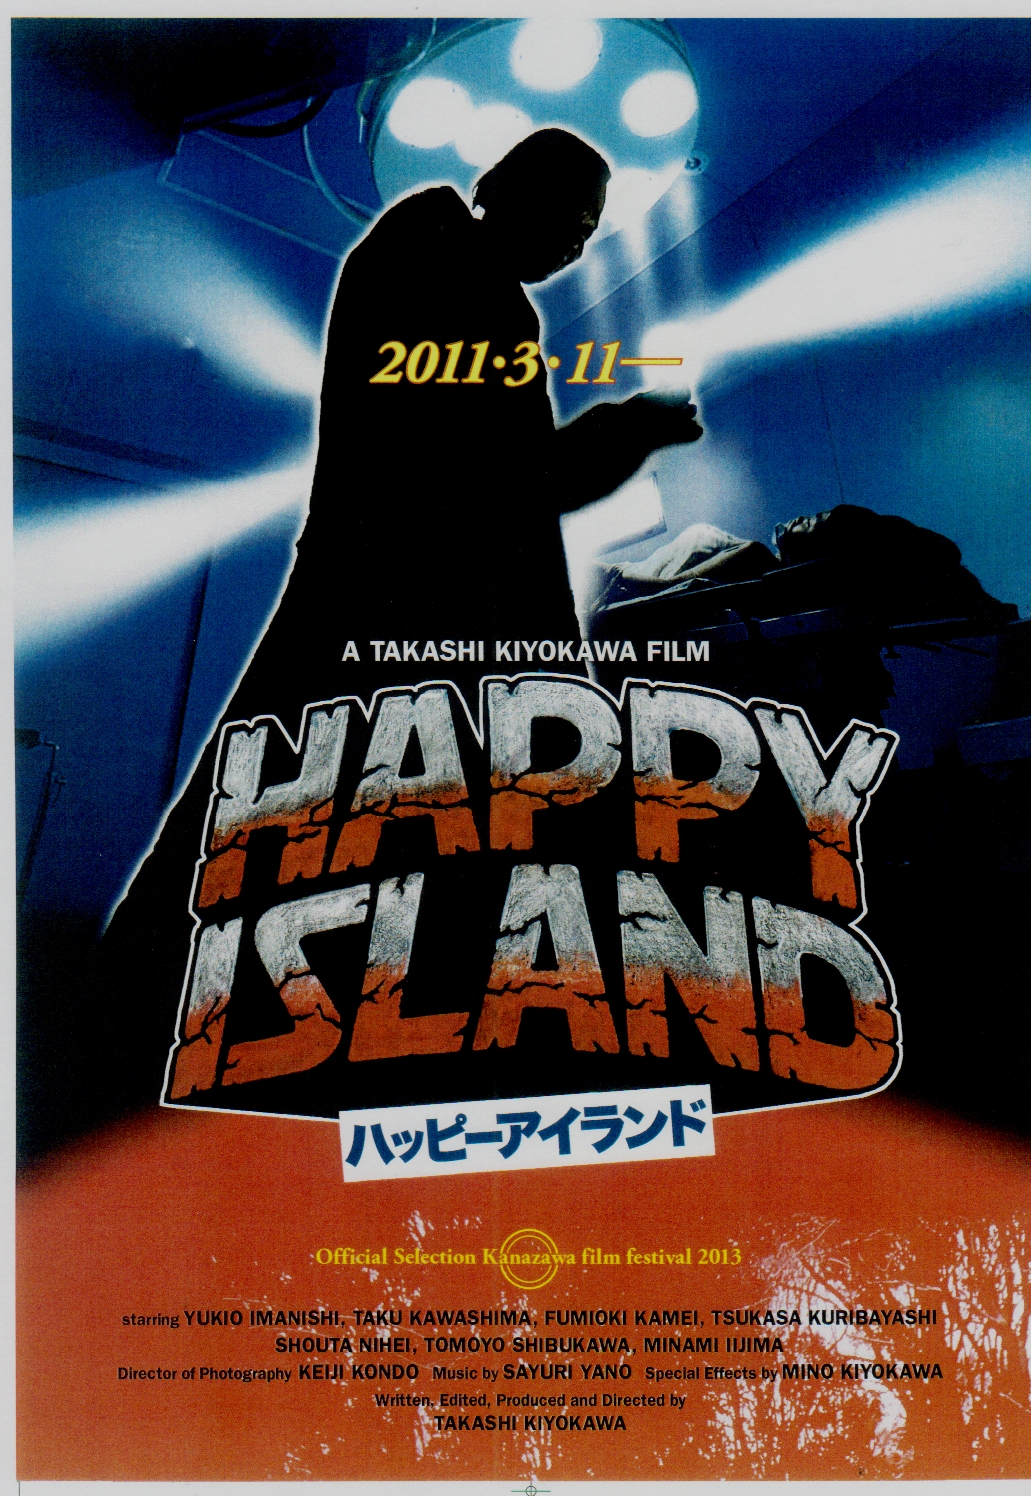 2011・3・11—
A TAKASHI KIYOKAWA FILM
HAPPY
ISLAND
ハッピーアイランド
Official Selection Kanazawa film festival 2013
starring YUKIO IMANISHI, TAKU KAWASHIMA, FUMIOKI KAMEI, TSUKASA KURIBAYASHI
SHOUTA NIHEI, TOMOYO SHIBUKAWA, MINAMI IIJIMA
Director of Photography KEIJI KONDO Music by SAYURI YANO Special Effects by MINO KIYOKAWA
Written, Edited, Produced and Directed by
TAKASHI KIYOKAWA